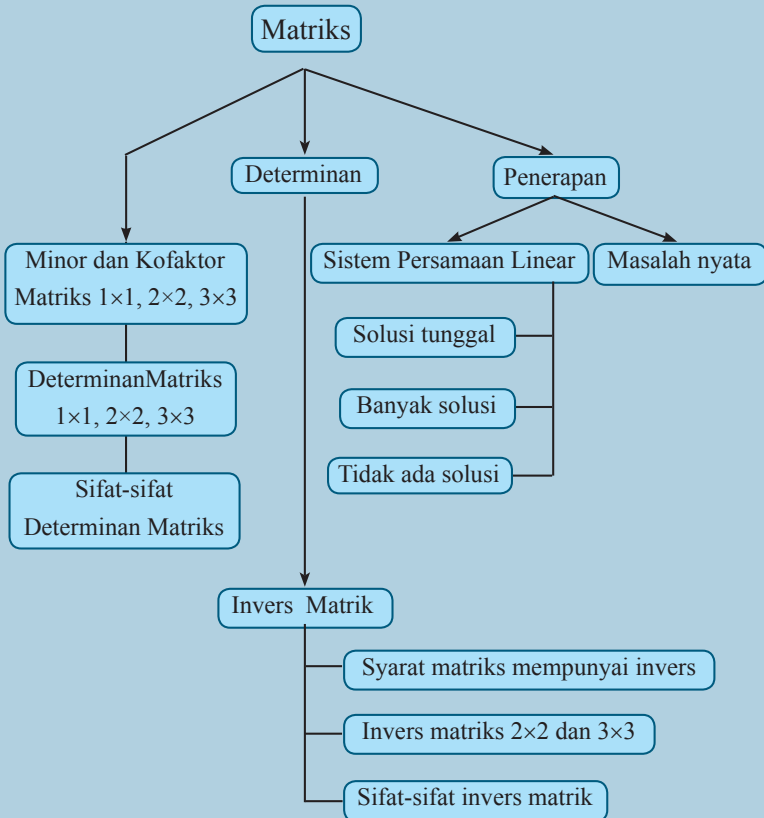 Matriks
Determinan
Penerapan
Minor dan Kofaktor
Matriks 1×1, 2×2, 3×3
Sistem Persamaan Linear
Masalah nyata
Solusi tunggal
DeterminanMatriks
1×1, 2×2, 3×3
Banyak solusi
Tidak ada solusi
Sifat-sifat
Determinan Matriks
Invers Matrik
Syarat matriks mempunyai invers
Invers matriks 2×2 dan 3×3
Sifat-sifat invers matrik